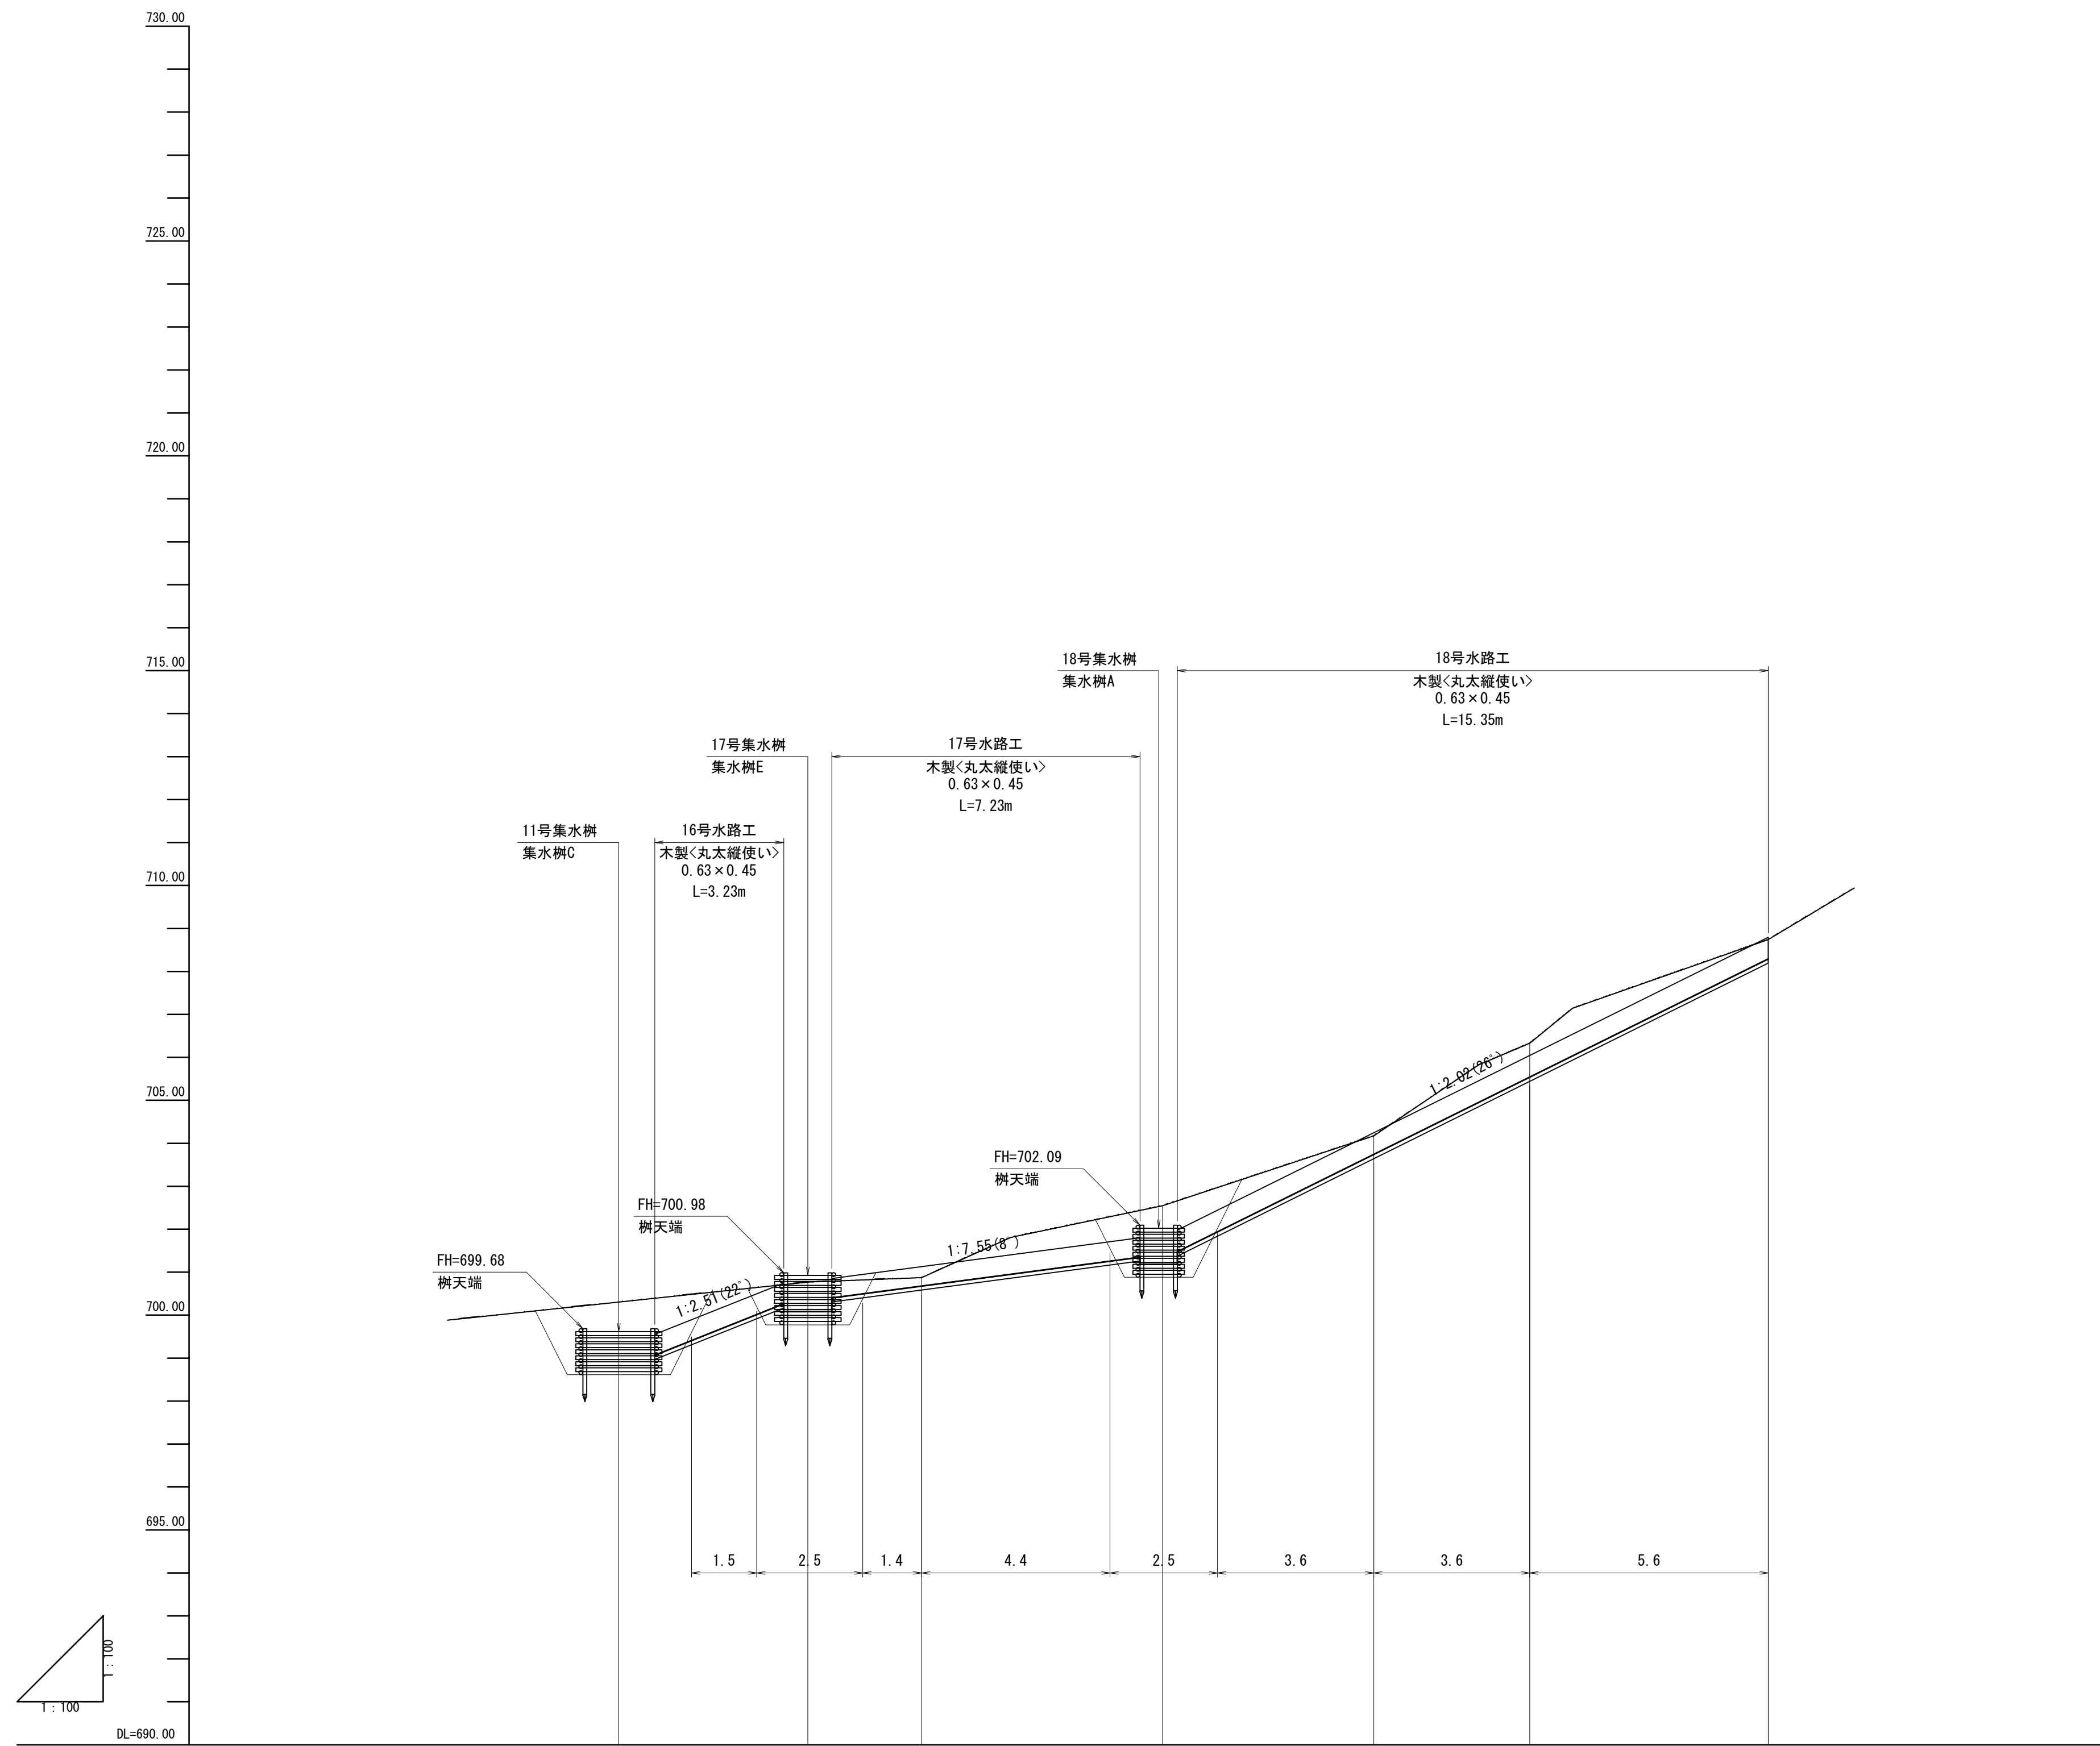 730.00
725.00
720.00
715.00
710.00
705.00
700.00
695.00
DL=690.00
1:100
1:100
18号集水桝
集水桝A
18号水路工
木製<丸太縦使い>
0.63×0.45
L=15.35m
17号集水桝
集水桝E
17号水路工
木製<丸太縦使い>
0.63×0.45
L=7.23m
11号集水桝
集水桝C
16号水路工
木製<丸太縦使い>
0.63×0.45
L=3.23m
1:2.02(26°)
FH=702.09
桝天端
FH=700.98
桝天端
1:7.55(8°)
FH=699.68
桝天端
1:2.51(22°)
1.5
2.5
1.4
4.4
2.5
3.6
3.6
5.6